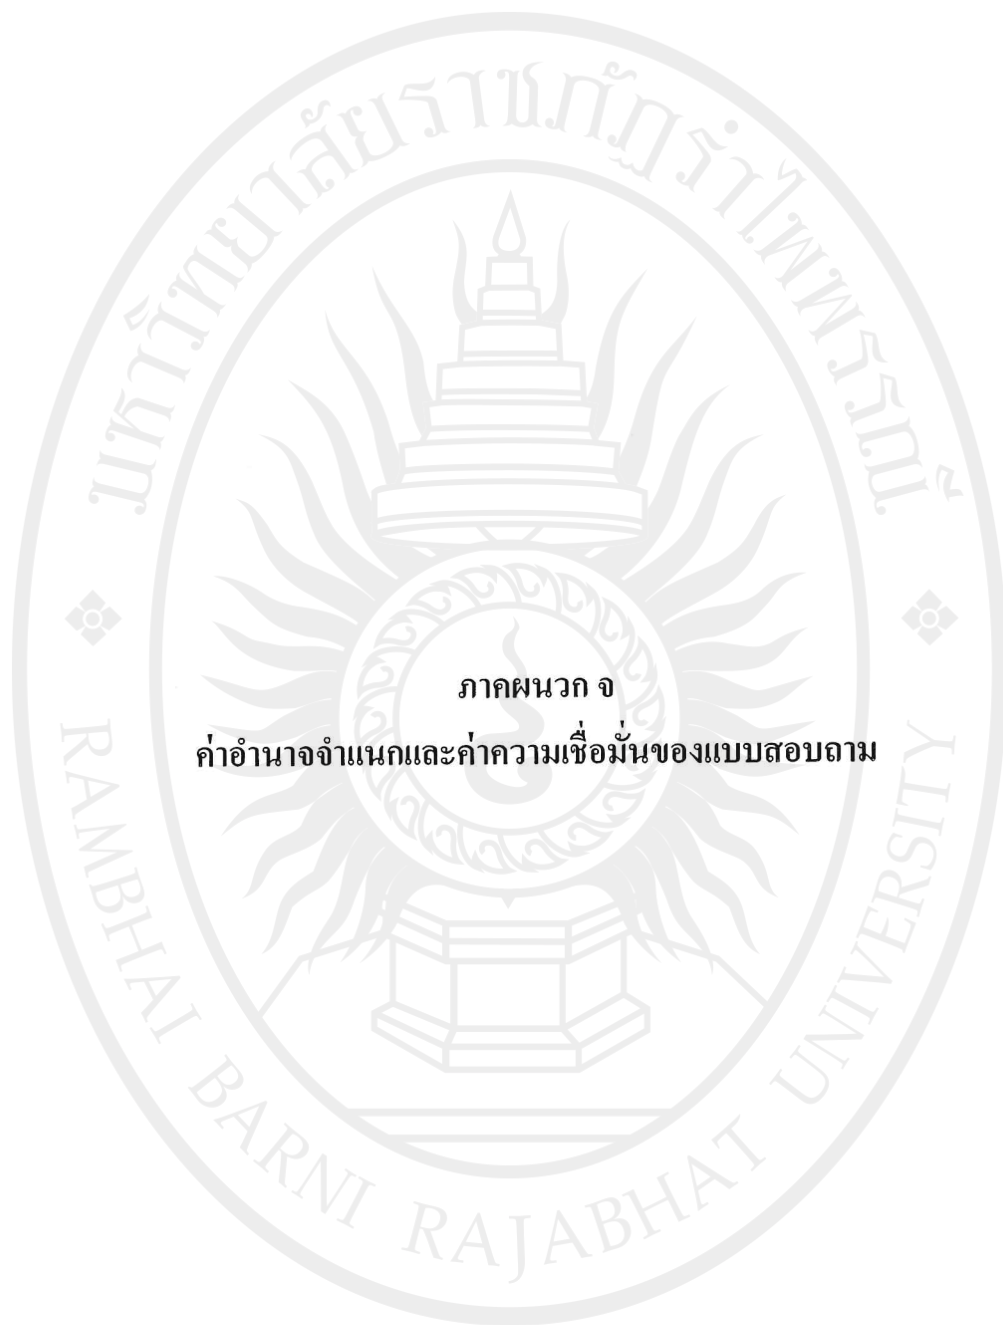 มหาวิทยาลัยราชภัฏรำไพพรรณี
ภาคผนวก จ
ค่าอำนาจจำแนกและค่าความเชื่อมั่นของแบบสอบถาม
RAMBHAI BARNI RAJABHAT UNIVERSITY